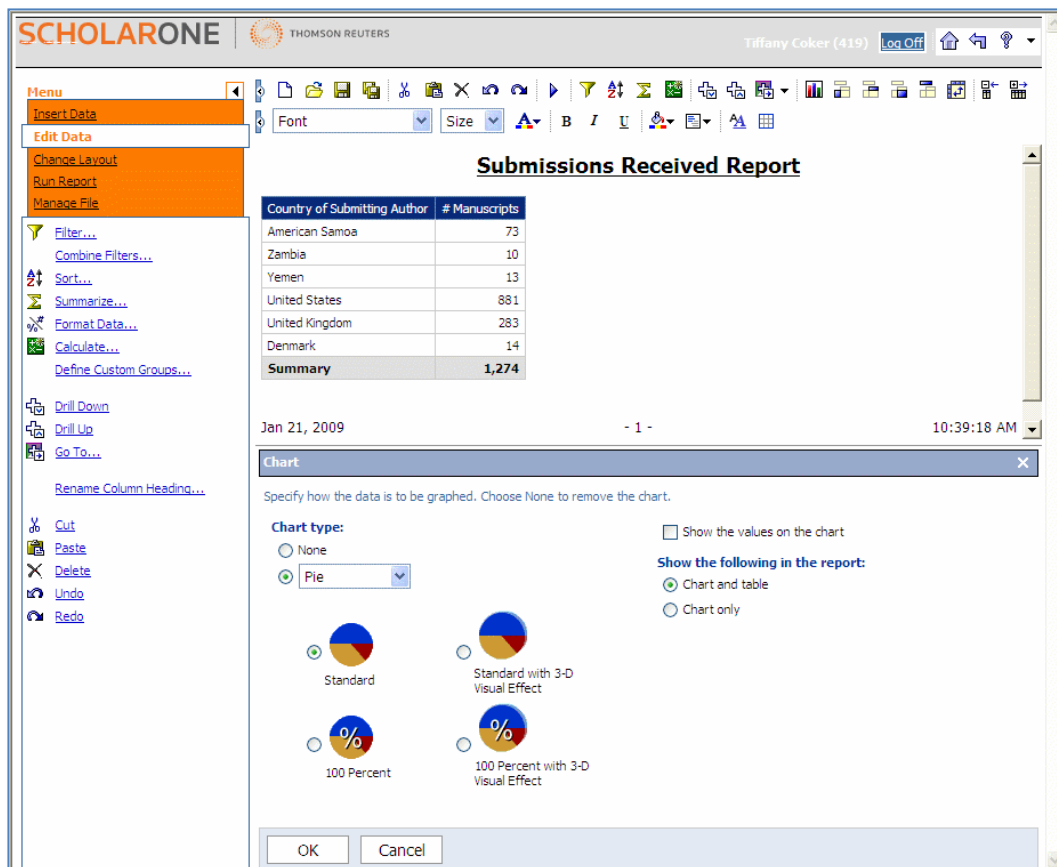 SCHOLARONE THOMSON REUTERS
Tiffany Coker (419) Log Off
Menu
Insert Data
Edit Data
Change Layout
Run Report
Manage File
Filter...
Combine Filters...
Sort...
Summarize...
Format Data...
Calculate...
Define Custom Groups...
Drill Down
Drill Up
Go To...
Rename Column Heading...
Cut
Paste
Delete
Undo
Redo
Font Size A B I U
Submissions Received Report
Country of Submitting Author # Manuscripts
American Samoa 73
Zambia 10
Yemen 13
United States 881
United Kingdom 283
Denmark 14
Summary 1,274
Jan 21, 2009 - 1 - 10:39:18 AM
Chart
Specify how the data is to be graphed. Choose None to remove the chart.
Chart type:
None
Pie
Standard
Standard with 3-D
Visual Effect
%
100 Percent
%
100 Percent with 3-D
Visual Effect
Show the values on the chart
Show the following in the report:
Chart and table
Chart only
OK Cancel